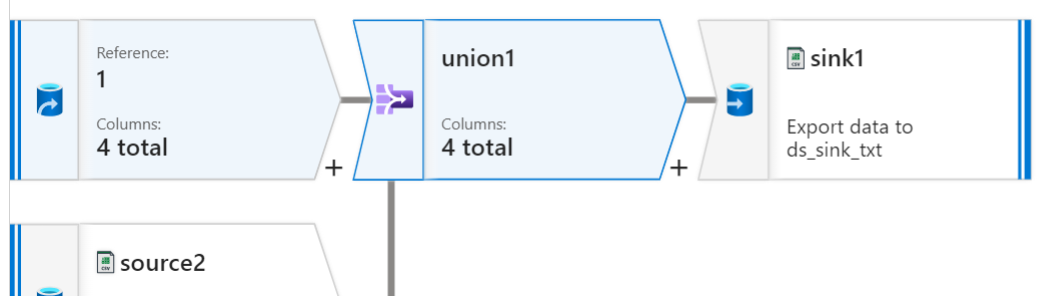 Reference:
1
Columns:
4 total
+
union1
Columns:
4 total
+
sink1
Export data to
ds_sink_txt
source2